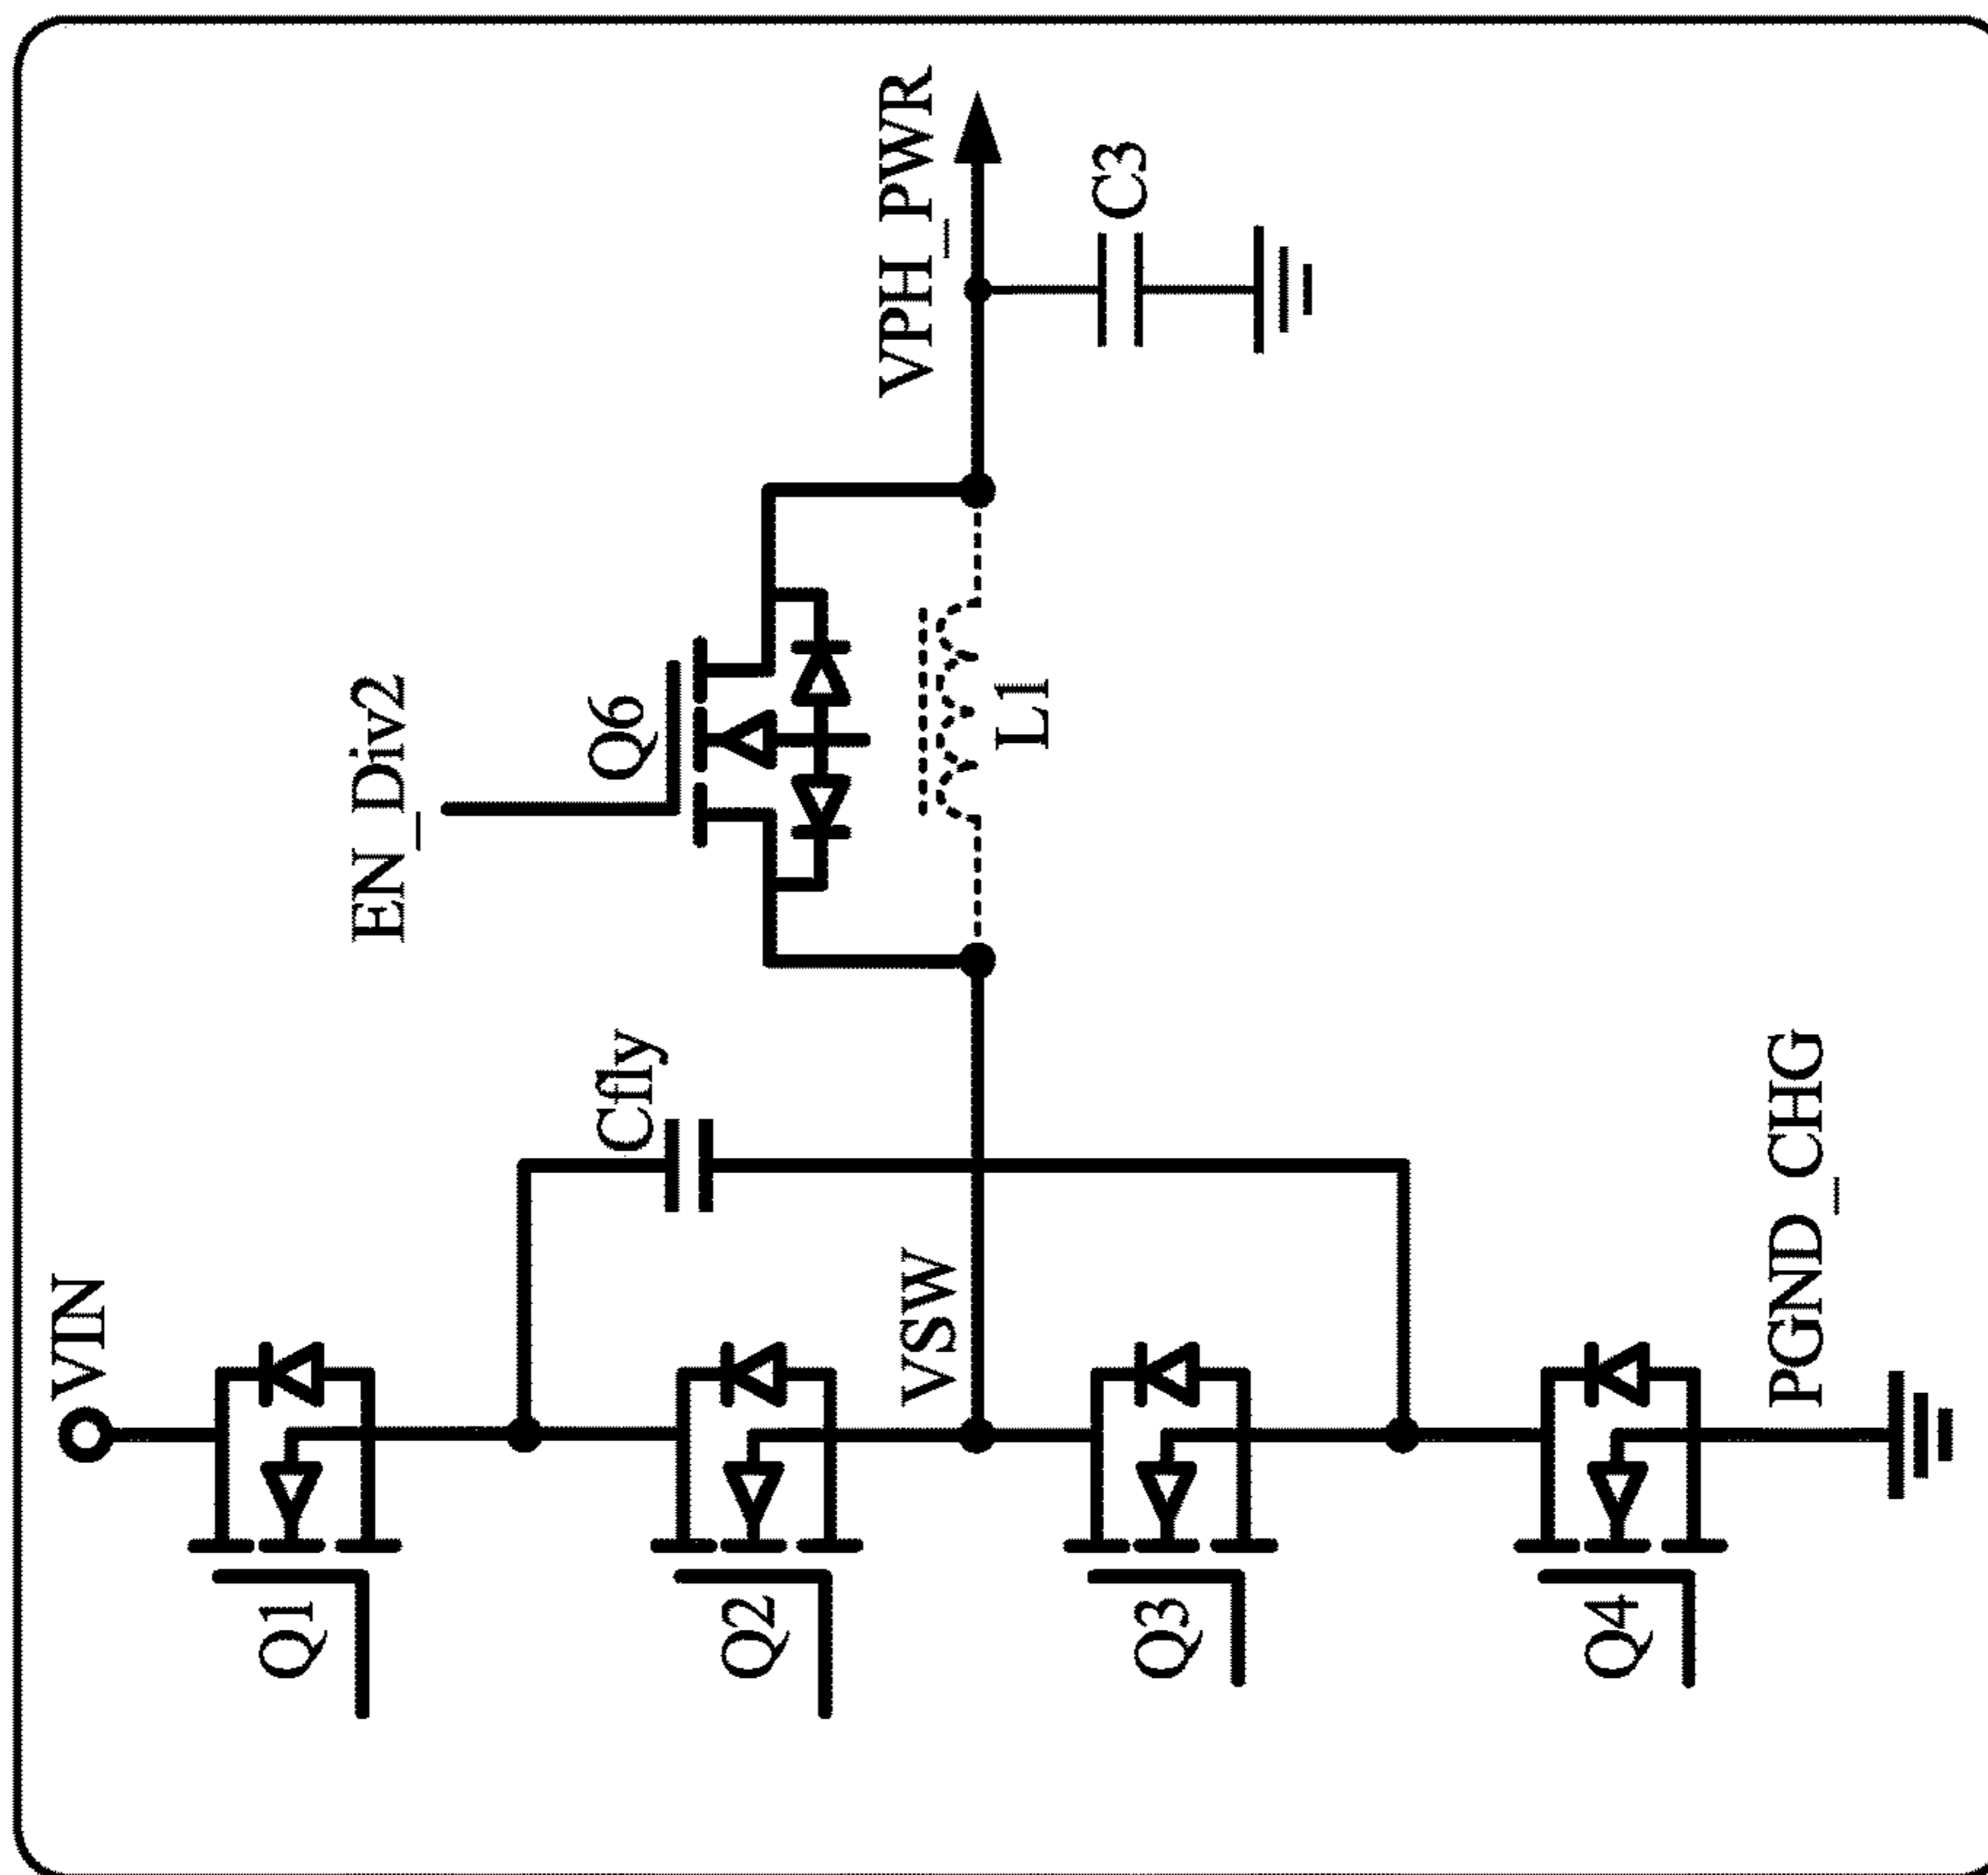 VIN
Q1
Cfly
EN_Div2
Q6
VPH_PWR
Q2
VSW
L1
C3
Q3
Q4
PGND_CHG